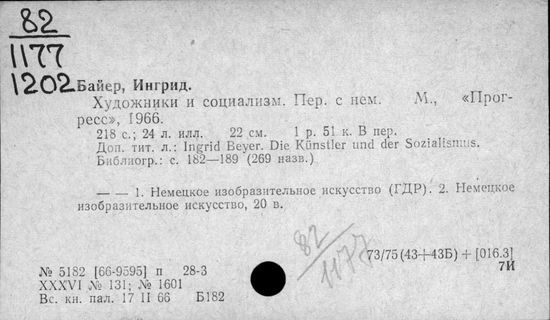 82
1177
1202
Байер, Ингрид.
Художники и социализм. Пер. с нем. М., «Прог-
ресс», 1966.
218 с.; 24 л. илл. 22 см. 1 р. 51 к. В пер.
Доп. тит. л.: Ingrid Beyer. Die Künstler und der Sozialismus.
Библиогр.: с. 182—189 (269 назв.)
— — 1. Немецкое изобразительное искусство (ГДР). 2. Немецкое
изобразительное искусство, 20 в.
82
1177
73/75(43+43Б) + [016.3]
7И
№ 5182 [66-9595] п 28-3
XXXVI № 131; № 1601
Вс. кн. пал. 17 II 66 Б182